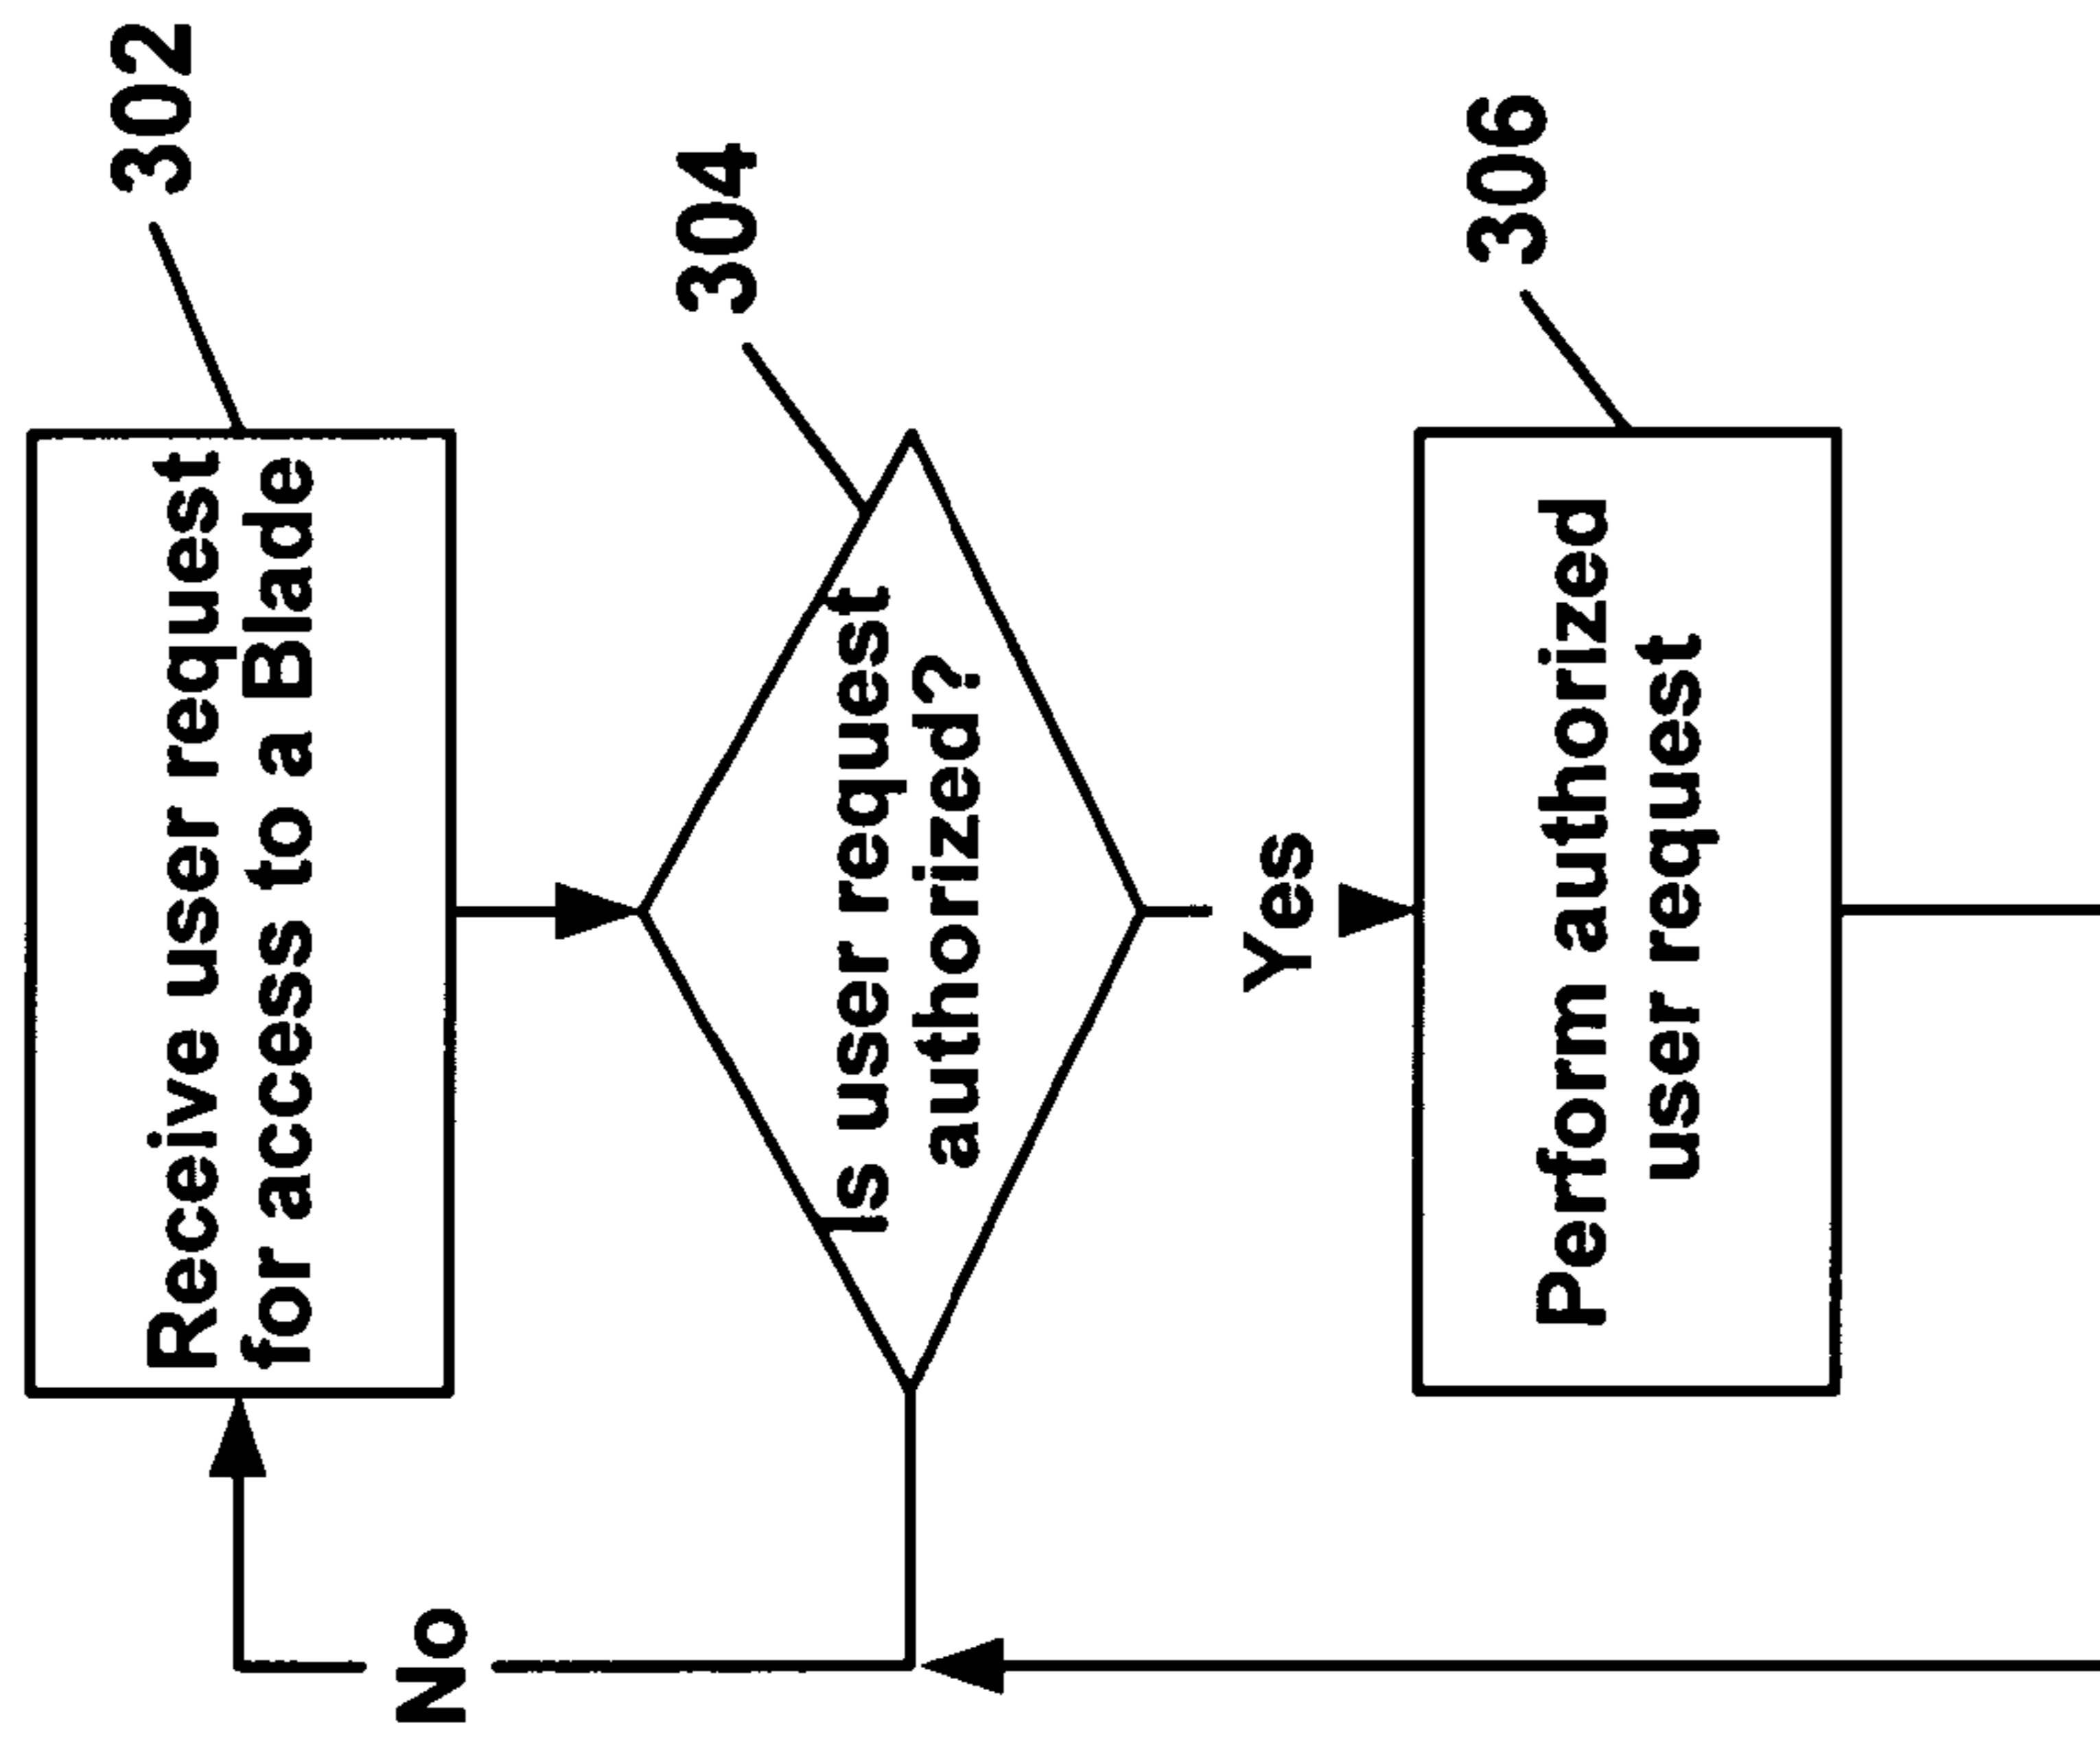 302
Receive user request
for access to a Blade
304
Is user request
authorized?
No
Yes
306
Perform authorized
user request